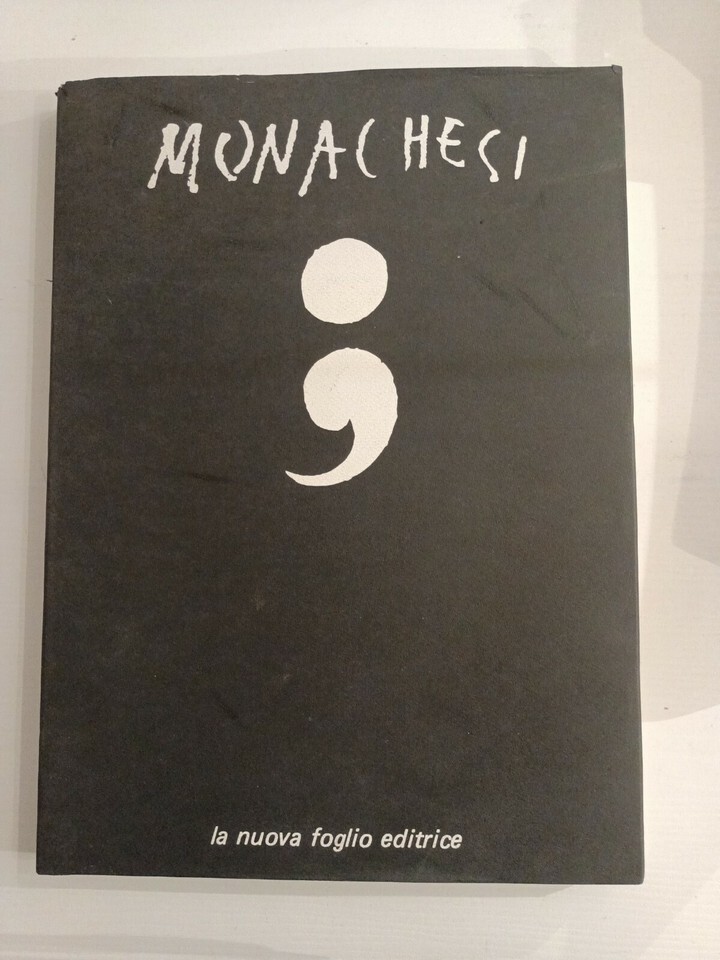 MONACHESI
;
la nuova foglio editrice